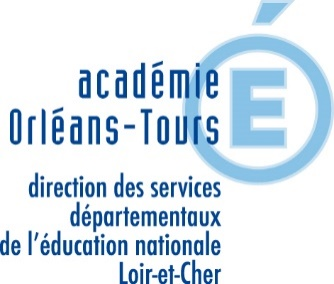 académie
Orléans-Tours
É
direction des services
départementaux
de l'éducation nationale
Loir-et-Cher